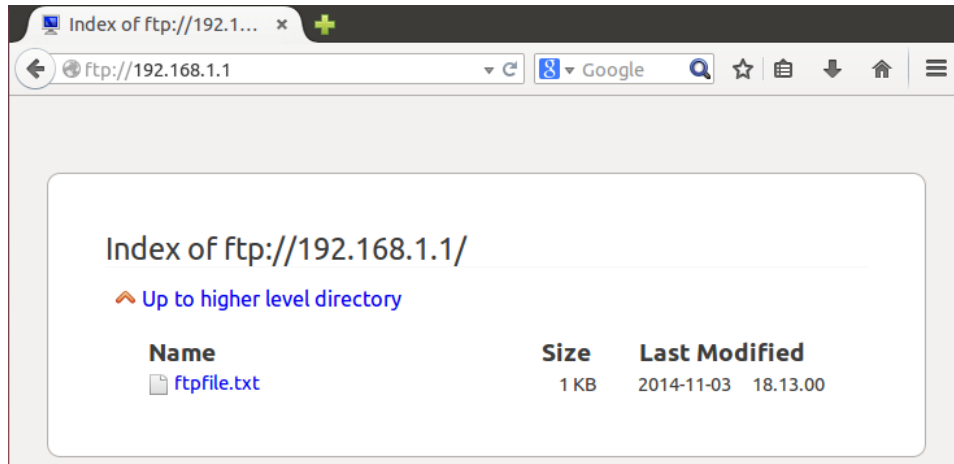 Index of ftp://192.1... ×
ftp://192.168.1.1 8 Google
Index of ftp://192.168.1.1/
Up to higher level directory
Name Size Last Modified
ftpfile.txt 1 KB 2014-11-03 18.13.00